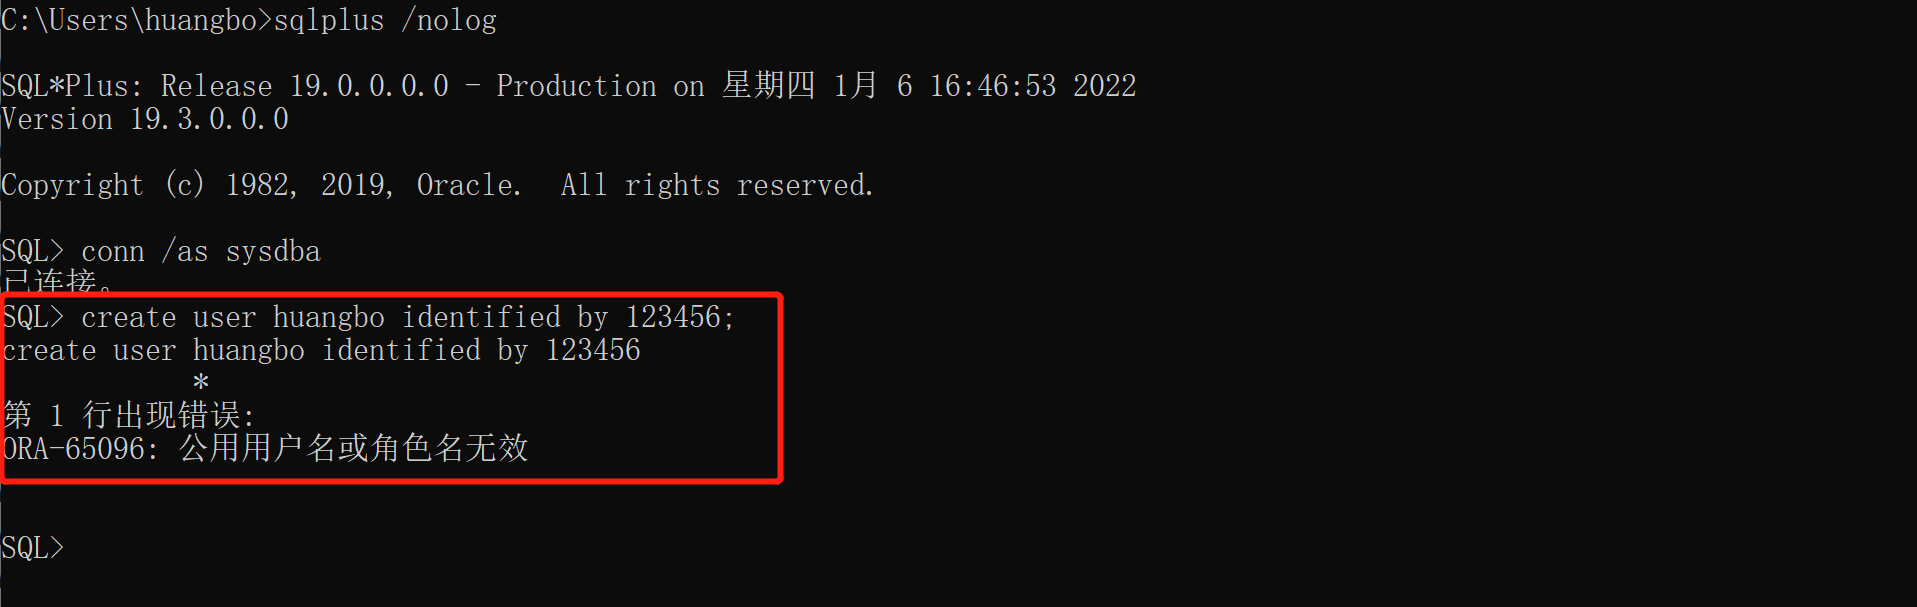 C:\Users\huangbo>sqlplus /nolog
SQL*Plus: Release 19.0.0.0.0 - Production on 星期四 1月 6 16:46:53 2022
Version 19.3.0.0.0
Copyright (c) 1982, 2019, Oracle.  All rights reserved.
SQL> conn /as sysdba
已连接。
SQL> create user huangbo identified by 123456;
create user huangbo identified by 123456
            *
第 1 行出现错误:
ORA-65096: 公用用户名或角色名无效
SQL>